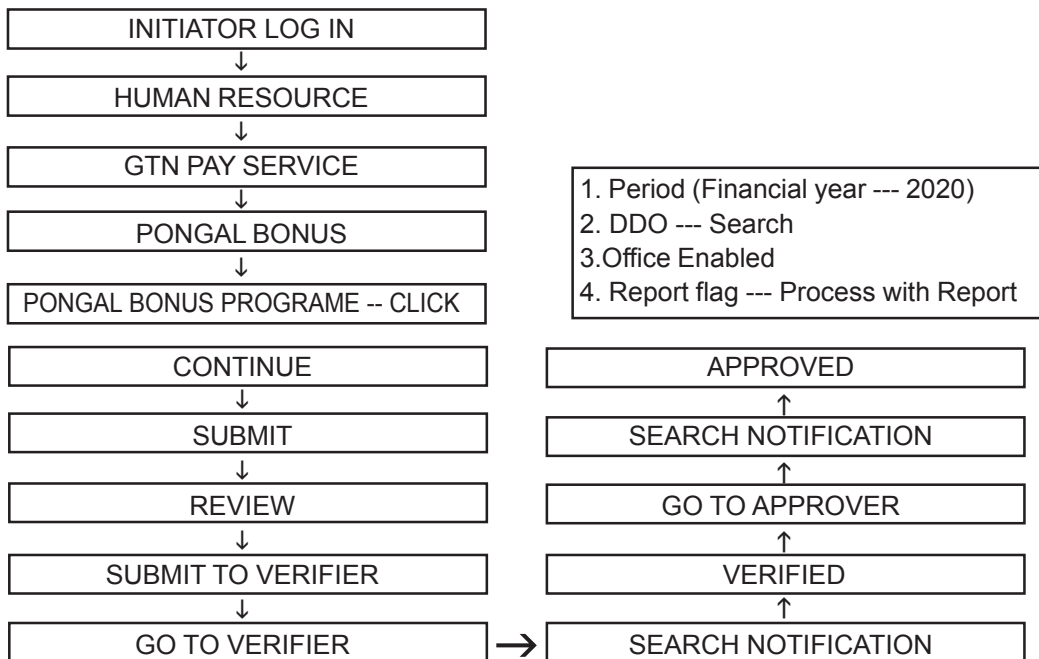 INITIATOR LOG IN
↓
HUMAN RESOURCE
↓
GTN PAY SERVICE
↓
PONGAL BONUS
↓
PONGAL BONUS PROGRAME -- CLICK
1. Period (Financial year --- 2020)
2. DDO --- Search
3.Office Enabled
4. Report flag --- Process with Report
CONTINUE
↓
SUBMIT
↓
REVIEW
↓
SUBMIT TO VERIFIER
↓
GO TO VERIFIER
→
APPROVED
↑
SEARCH NOTIFICATION
↑
GO TO APPROVER
↑
VERIFIED
↑
SEARCH NOTIFICATION